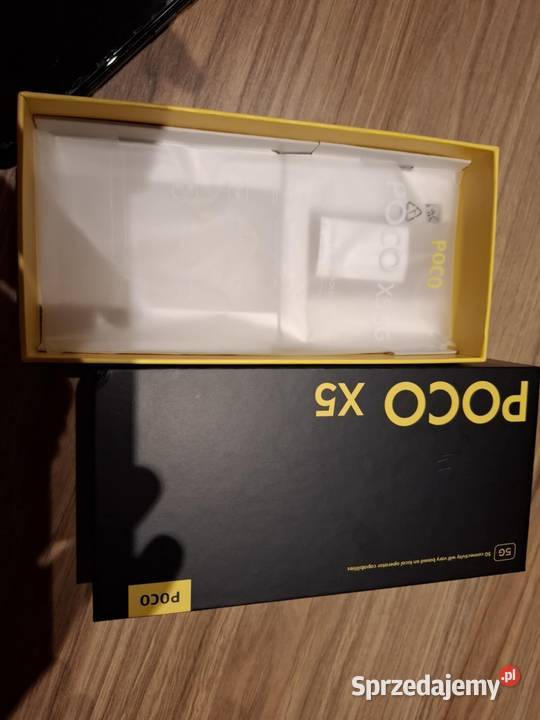 POCO
POCO X5
5G
5G connectivity will vary based on local operator capabilities
POCO
Sprzedajemy.pl